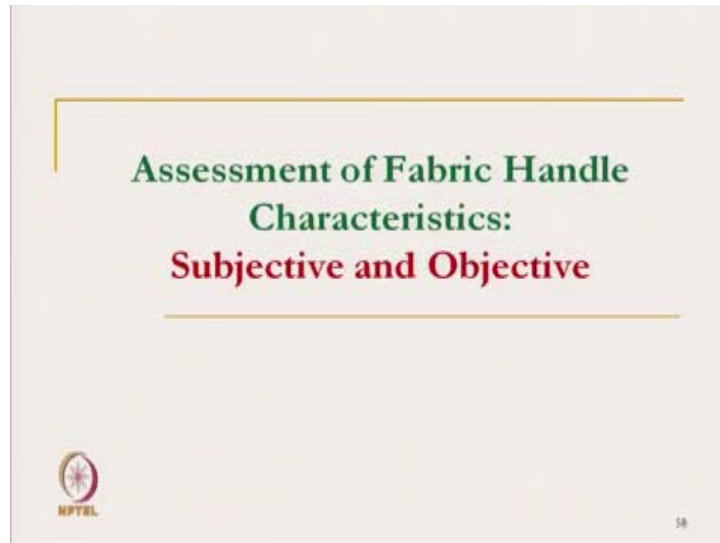 Assessment of Fabric Handle
Characteristics:
Subjective and Objective
NPTEL
58